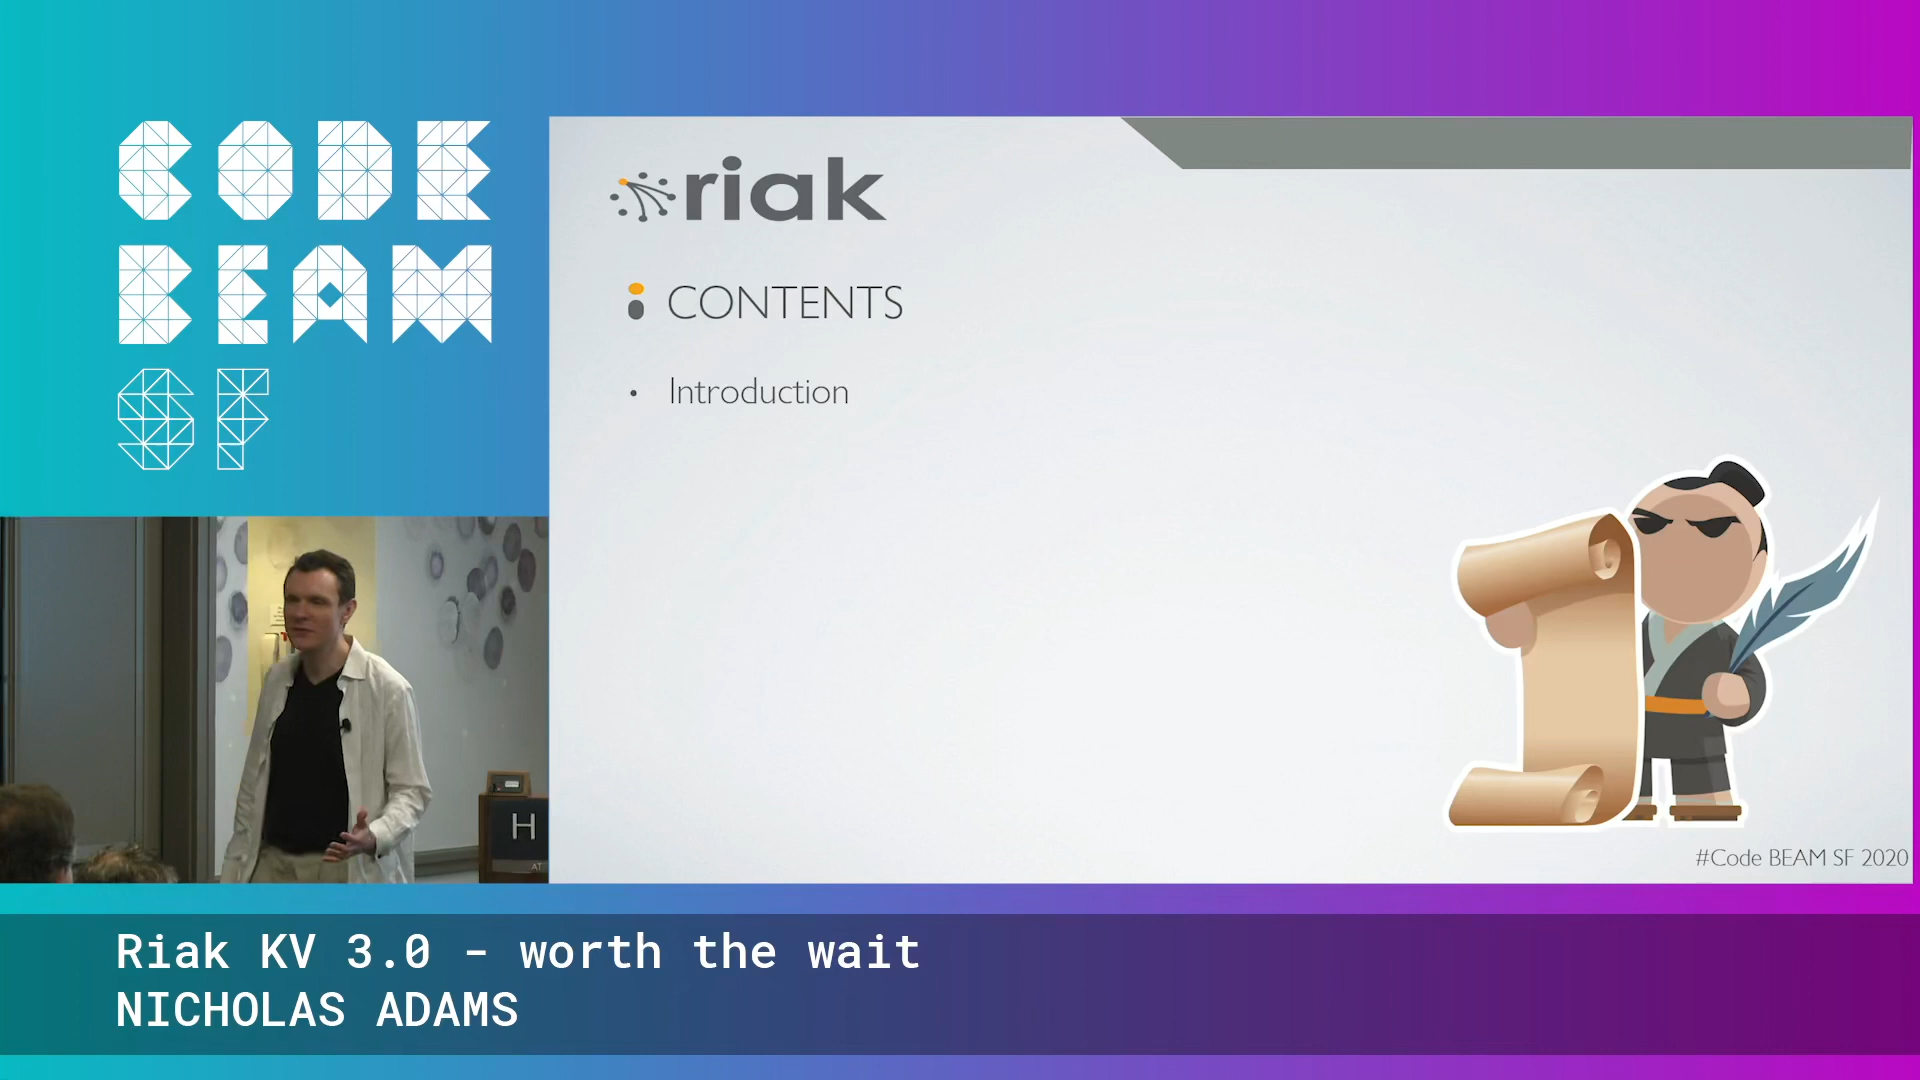 CODE
BEAM
SF
riak
CONTENTS
• Introduction
#Code BEAM SF 2020
H
AT
Riak KV 3.0 - worth the wait
NICHOLAS ADAMS